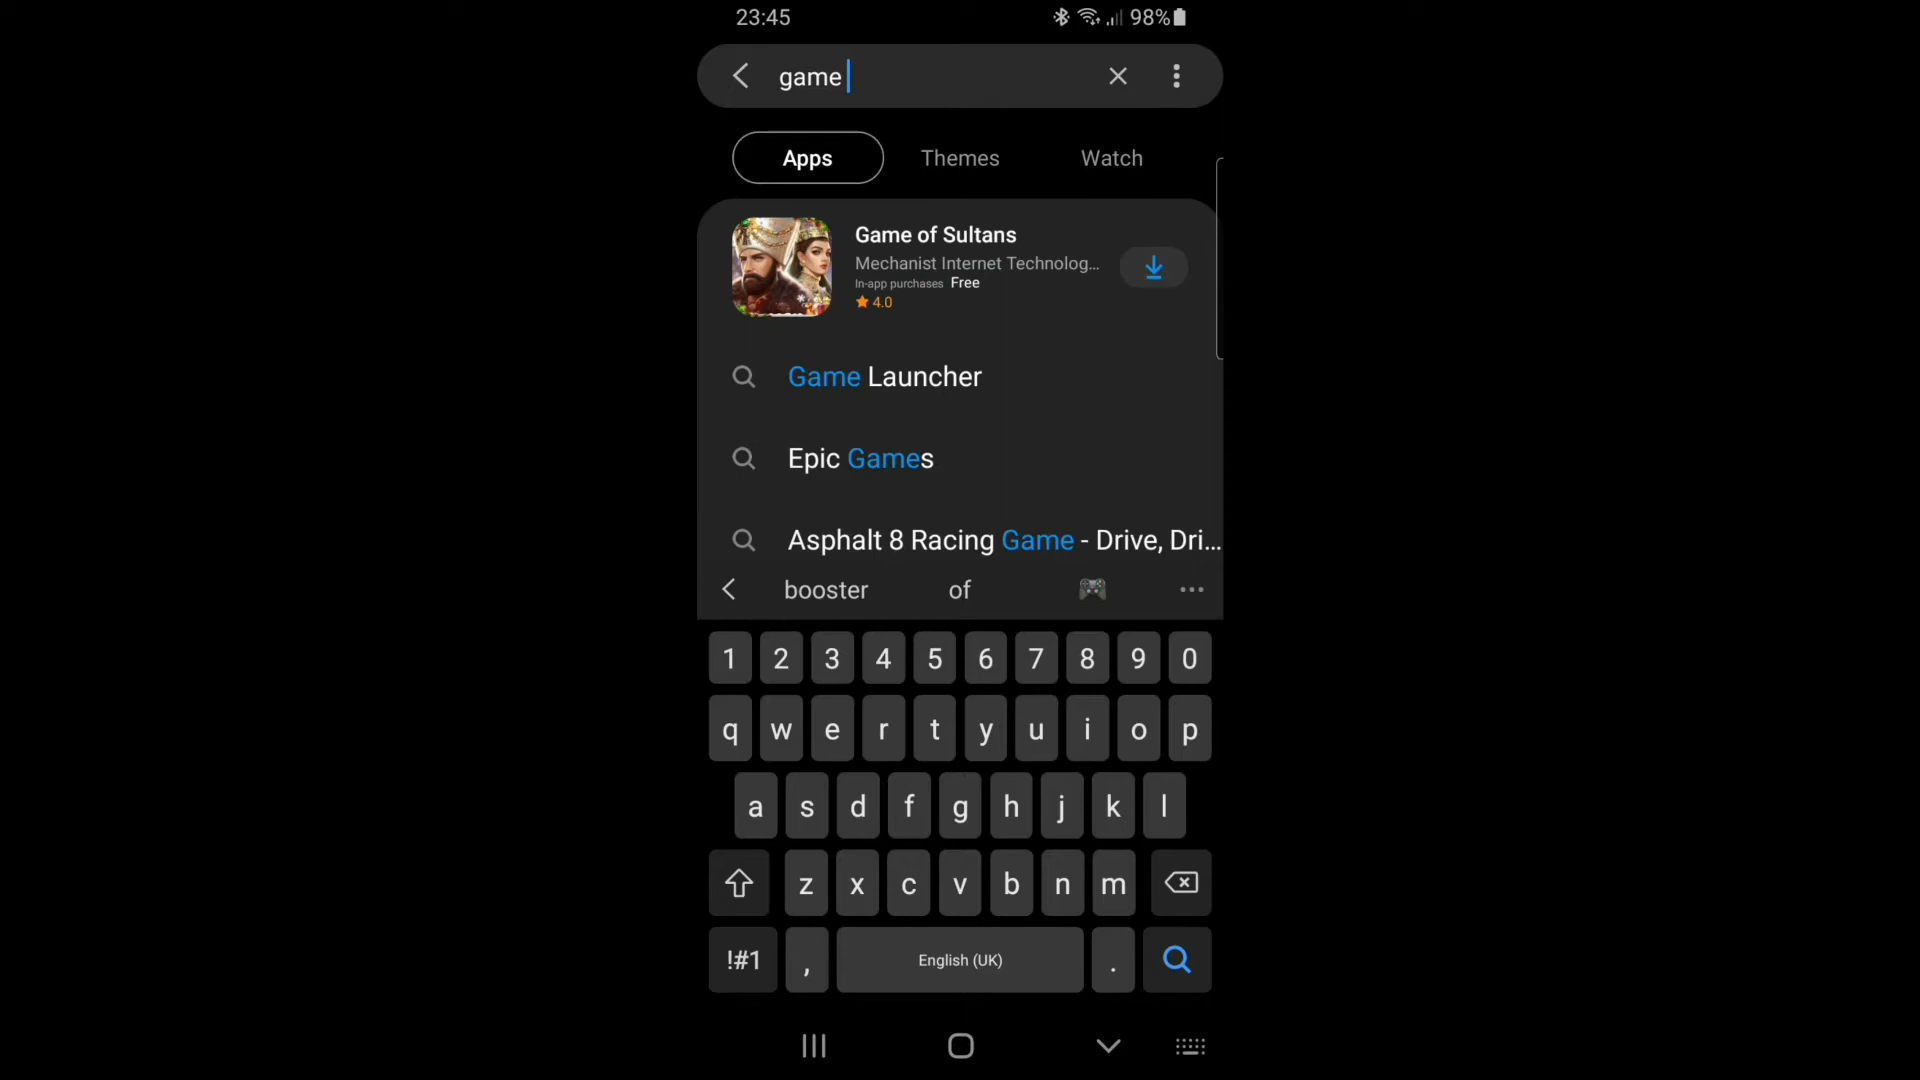 23:45
98%
game
Apps
Themes
Watch
Game of Sultans
Mechanist Internet Technolog...
In-app purchases Free
4.0
Game Launcher
Epic Games
Asphalt 8 Racing Game - Drive, Dri...
booster
of
1 2 3 4 5 6 7 8 9 0
q w e r t y u i o p
a s d f g h j k l
z x c v b n m
!#1 , English (UK) .